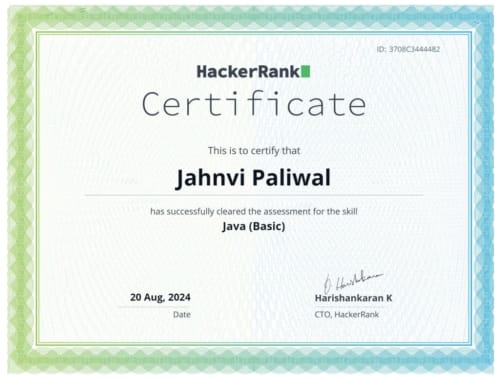 ID: 3708C3444482
HackerRank
Certificate
This is to certify that
Jahnvi Paliwal
has successfully cleared the assessment for the skill
Java (Basic)
20 Aug, 2024
Date
Harishankaran K
CTO, HackerRank